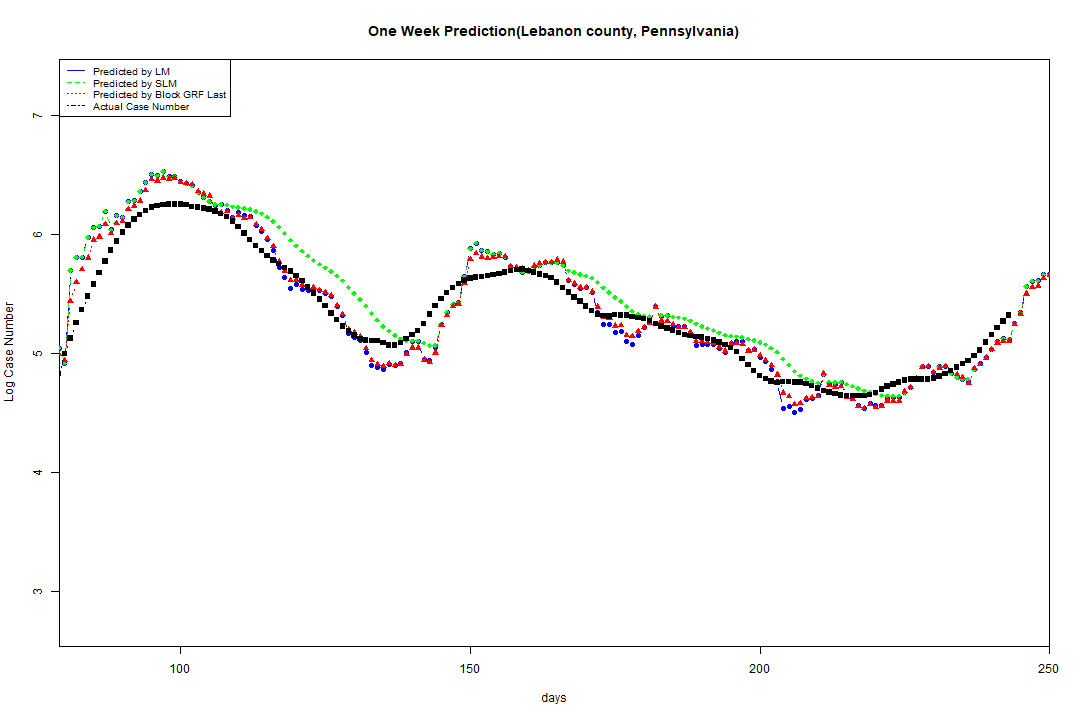 One Week Prediction(Lebanon county, Pennsylvania)
Predicted by LM
Predicted by SLM
Predicted by Block GRF Last
Actual Case Number
7
6
5
4
3
Log Case Number
100 150 200 250
days